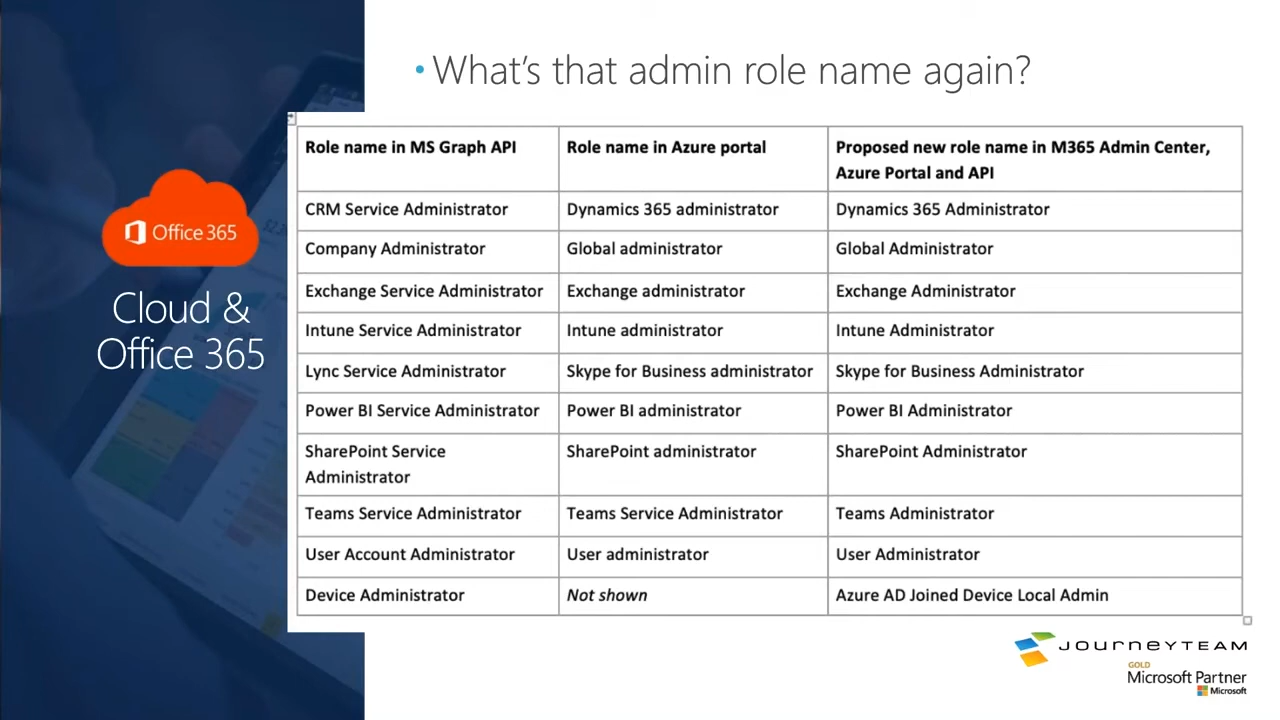 • What's that admin role name again?
Office 365
Cloud &
Office 365
Role name in MS Graph API
Role name in Azure portal
Proposed new role name in M365 Admin Center,
Azure Portal and API
CRM Service Administrator
Dynamics 365 administrator
Dynamics 365 Administrator
Company Administrator
Global administrator
Global Administrator
Exchange Service Administrator
Exchange administrator
Exchange Administrator
Intune Service Administrator
Intune administrator
Intune Administrator
Lync Service Administrator
Skype for Business administrator
Skype for Business Administrator
Power BI Service Administrator
Power BI administrator
Power BI Administrator
SharePoint Service
Administrator
SharePoint administrator
SharePoint Administrator
Teams Service Administrator
Teams Service Administrator
Teams Administrator
User Account Administrator
User administrator
User Administrator
Device Administrator
Not shown
Azure AD Joined Device Local Admin
JOURNEYTEAM
GOLD
Microsoft Partner
Microsoft